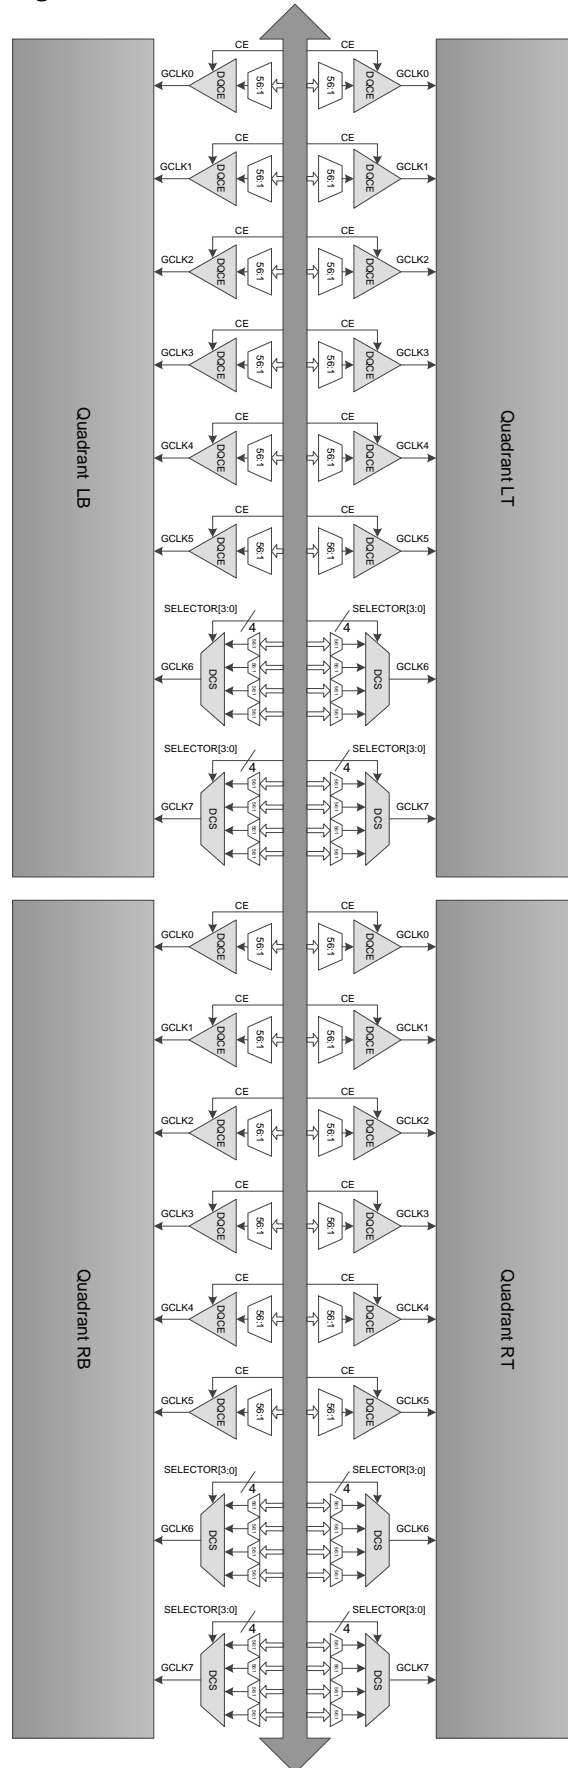 CE CE
GCLK0 DQCE 56:1 56:1 DQCE GCLK0
CE CE
GCLK1 DQCE 56:1 56:1 DQCE GCLK1
CE CE
GCLK2 DQCE 56:1 56:1 DQCE GCLK2
CE CE
GCLK3 DQCE 56:1 56:1 DQCE GCLK3
Quadrant LB
Quadrant LT
CE CE
GCLK4 DQCE 56:1 56:1 DQCE GCLK4
CE CE
GCLK5 DQCE 56:1 56:1 DQCE GCLK5
SELECTOR[3:0] SELECTOR[3:0]
4 4
GCLK6 DCS DCS GCLK6
SELECTOR[3:0] SELECTOR[3:0]
4 4
GCLK7 DCS DCS GCLK7
CE CE
GCLK0 DQCE 56:1 56:1 DQCE GCLK0
CE CE
GCLK1 DQCE 56:1 56:1 DQCE GCLK1
CE CE
GCLK2 DQCE 56:1 56:1 DQCE GCLK2
CE CE
GCLK3 DQCE 56:1 56:1 DQCE GCLK3
Quadrant RB
Quadrant RT
CE CE
GCLK4 DQCE 56:1 56:1 DQCE GCLK4
CE CE
GCLK5 DQCE 56:1 56:1 DQCE GCLK5
SELECTOR[3:0] SELECTOR[3:0]
4 4
GCLK6 DCS DCS GCLK6
SELECTOR[3:0] SELECTOR[3:0]
4 4
GCLK7 DCS DCS GCLK7